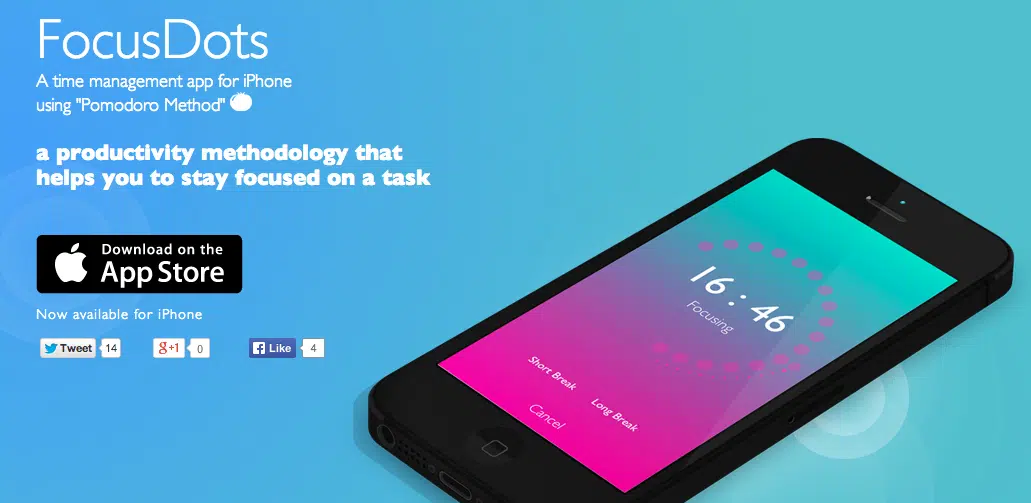 FocusDots
A time management app for iPhone
using "Pomodoro Method"
a productivity methodology that
helps you to stay focused on a task
Download on the
App Store
Now available for iPhone
Tweet 14 g+1 0 Like 4
16:46
Focusing
Short Break
Long Break
Cancel